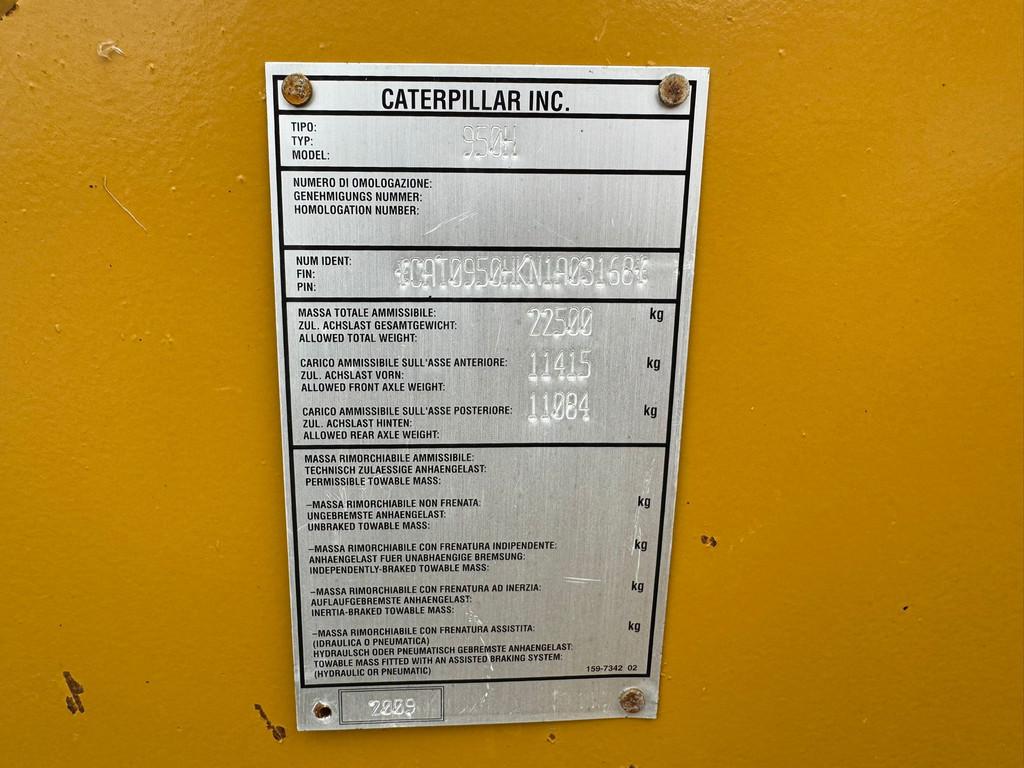 CATERPILLAR INC.
TIPO:
TYP:
MODEL:
950H
NUMERO DI OMOLOGAZIONE:
GENEHMIGUNGS NUMMER:
HOMOLOGATION NUMBER:
NUM IDENT:
FIN:
PIN:
*CAT0950HKN1A03168*
MASSA TOTALE AMMISSIBILE:
ZUL. ACHSLAST GESAMTGEWICHT:
ALLOWED TOTAL WEIGHT:
22500 kg
CARICO AMMISSIBILE SULL'ASSE ANTERIORE:
ZUL. ACHSLAST VORN:
ALLOWED FRONT AXLE WEIGHT:
11415 kg
CARICO AMMISSIBILE SULL'ASSE POSTERIORE:
ZUL. ACHSLAST HINTEN:
ALLOWED REAR AXLE WEIGHT:
11084 kg
MASSA RIMORCHIABILE AMMISSIBILE:
TECHNISCH ZULAESSIGE ANHAENGELAST:
PERMISSIBLE TOWABLE MASS:
–MASSA RIMORCHIABILE NON FRENATA: kg
UNGEBREMSTE ANHAENGELAST:
UNBRAKED TOWABLE MASS:
–MASSA RIMORCHIABILE CON FRENATURA INDIPENDENTE: kg
ANHAENGELAST FUER UNABHAENGIGE BREMSUNG:
INDEPENDENTLY-BRAKED TOWABLE MASS:
–MASSA RIMORCHIABILE CON FRENATURA AD INERZIA: kg
AUFLAUFGEBREMSTE ANHAENGELAST:
INERTIA-BRAKED TOWABLE MASS:
–MASSA RIMORCHIABILE CON FRENATURA ASSISTITA: kg
(IDRAULICA O PNEUMATICA)
HYDRAULSCH ODER PNEUMATISCH GEBREMSTE ANHAENGELAST:
TOWABLE MASS FITTED WITH AN ASSISTED BRAKING SYSTEM:
(HYDRAULIC OR PNEUMATIC)
159-7342 02
2009